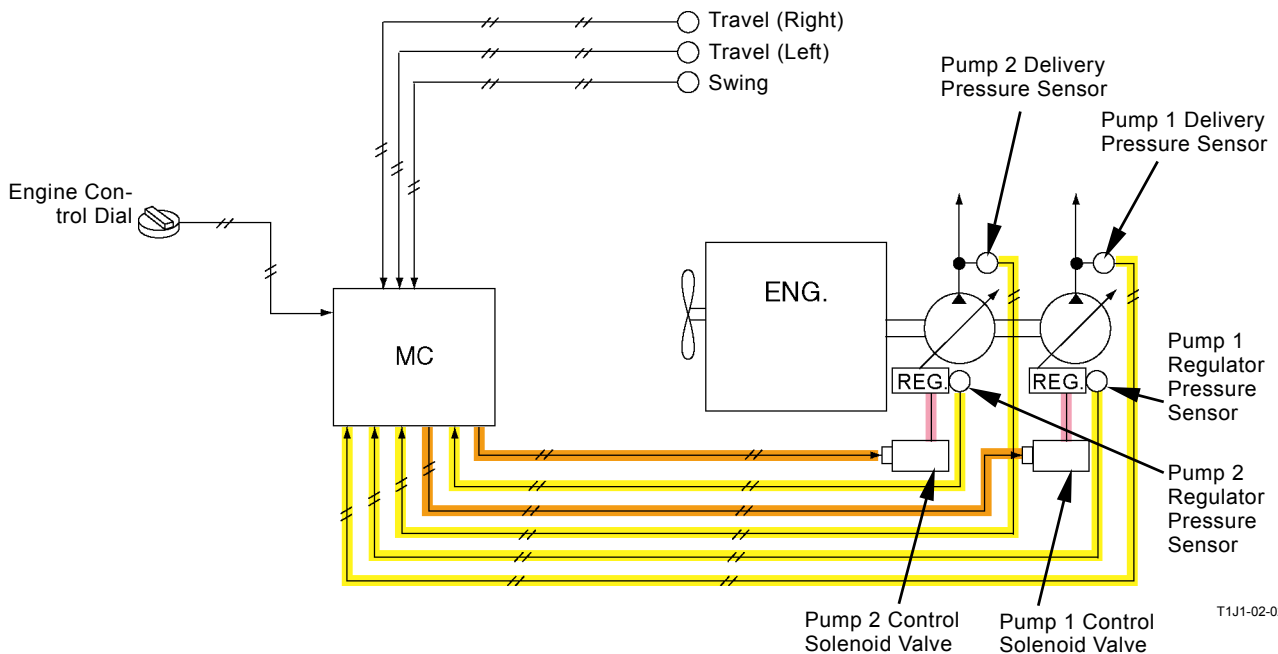 Travel (Right)
Travel (Left)
Swing
Pump 2 Delivery
Pressure Sensor
Pump 1 Delivery
Pressure Sensor
Engine Con-
trol Dial
ENG.
MC
REG.
REG.
Pump 1
Regulator
Pressure
Sensor
Pump 2
Regulator
Pressure
Sensor
Pump 2 Control
Solenoid Valve
Pump 1 Control
Solenoid Valve
T1J1-02-0